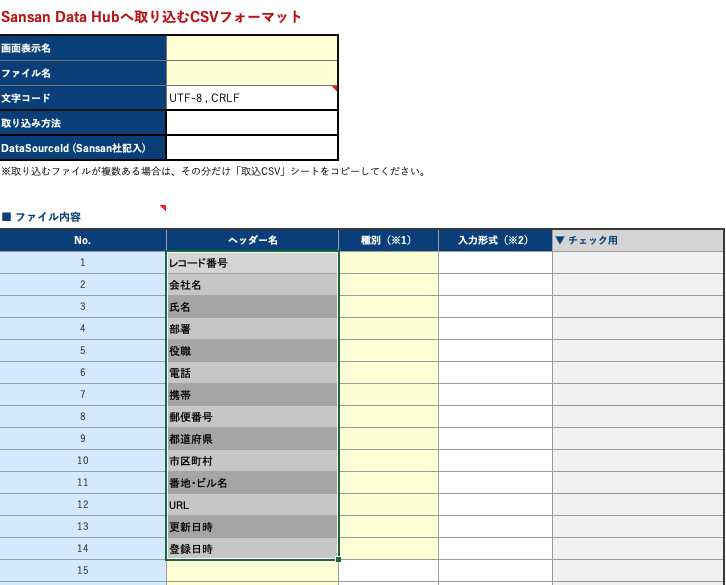 Sansan Data Hubへ取り込むCSVフォーマット
画面表示名
ファイル名
文字コード UTF-8 , CRLF
取り込み方法
DataSourceId (Sansan社記入)
※取り込むファイルが複数ある場合は、その分だけ「取込CSV」シートをコピーしてください。
■ ファイル内容
No. ヘッダー名 種別（※1） 入力形式（※2） ▼ チェック用
1 レコード番号
2 会社名
3 氏名
4 部署
5 役職
6 電話
7 携帯
8 郵便番号
9 都道府県
10 市区町村
11 番地・ビル名
12 URL
13 更新日時
14 登録日時
15